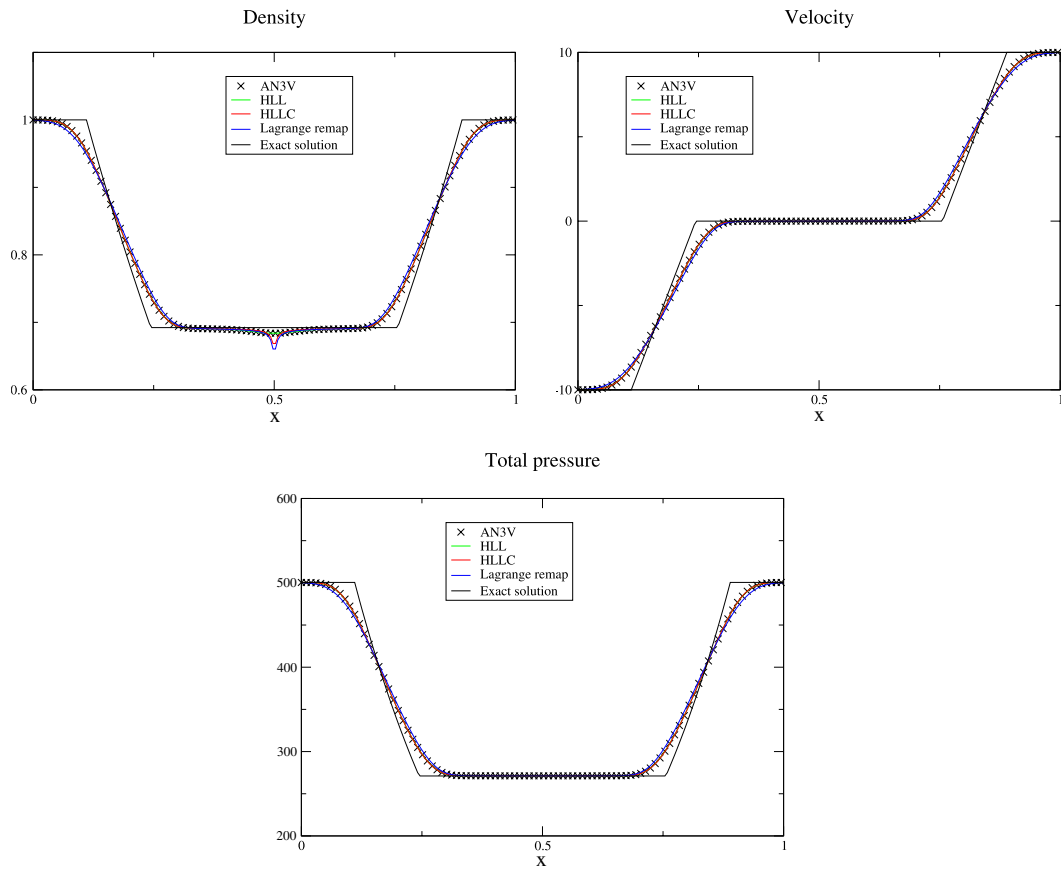 Density
Velocity
1
0.8
0.6
0
0.5
1
x
AN3V
HLL
HLLC
Lagrange remap
Exact solution
10
0
-10
0
0.5
1
x
AN3V
HLL
HLLC
Lagrange remap
Exact solution
Total pressure
600
500
400
300
200
0
0.5
1
x
AN3V
HLL
HLLC
Lagrange remap
Exact solution